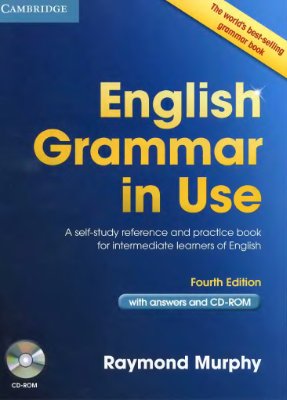 CAMBRIDGE
The world's best-selling
grammar book
English
Grammar
in Use
A self-study reference and practice book
for intermediate learners of English
Fourth Edition
with answers and CD-ROM
CD-ROM
Raymond Murphy